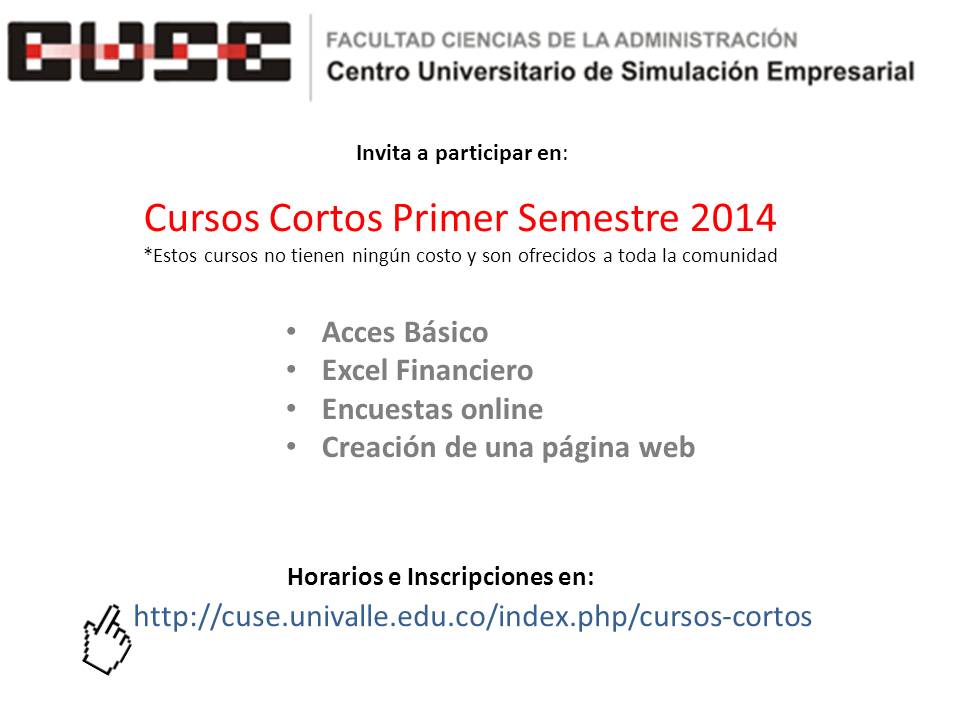 CUSE
FACULTAD CIENCIAS DE LA ADMINISTRACIÓN
Centro Universitario de Simulación Empresarial
Invita a participar en:
Cursos Cortos Primer Semestre 2014
*Estos cursos no tienen ningún costo y son ofrecidos a toda la comunidad
• Acces Básico
• Excel Financiero
• Encuestas online
• Creación de una página web
Horarios e Inscripciones en:
http://cuse.univalle.edu.co/index.php/cursos-cortos